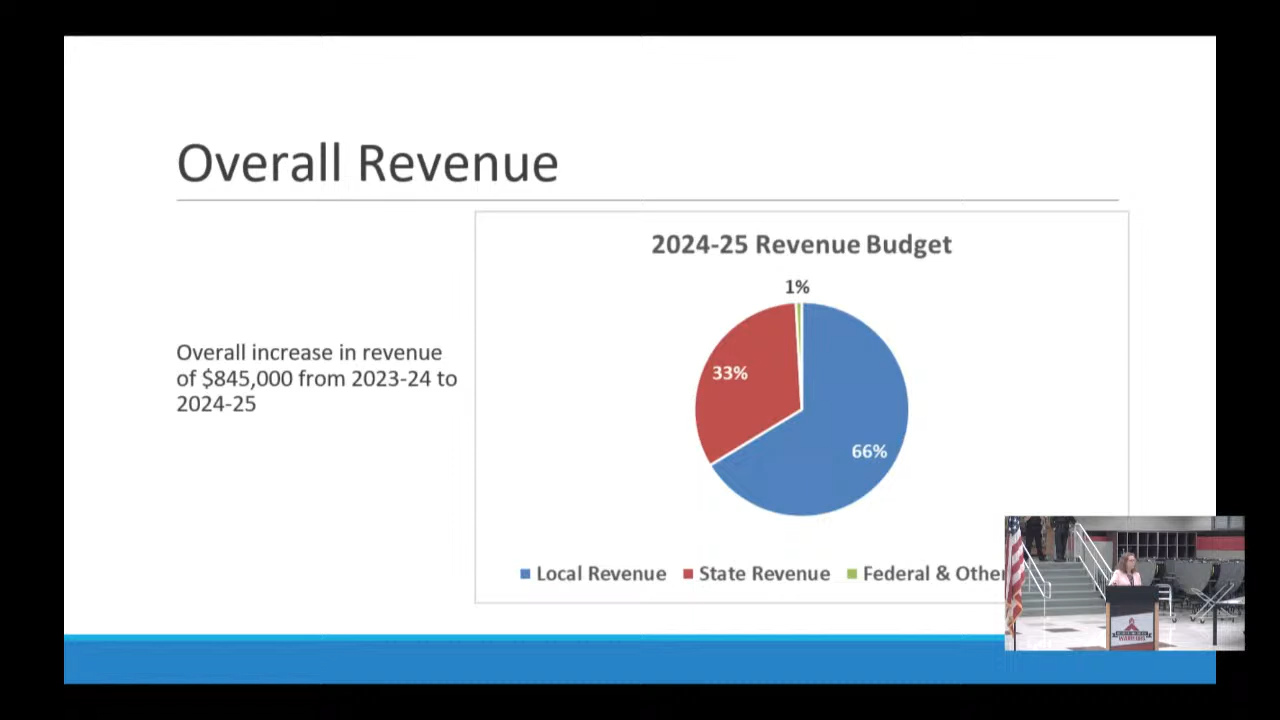 Overall Revenue
2024-25 Revenue Budget
1%
Overall increase in revenue
of $845,000 from 2023-24 to
2024-25
33%
66%
Local Revenue State Revenue Federal & Other
WARRIORS